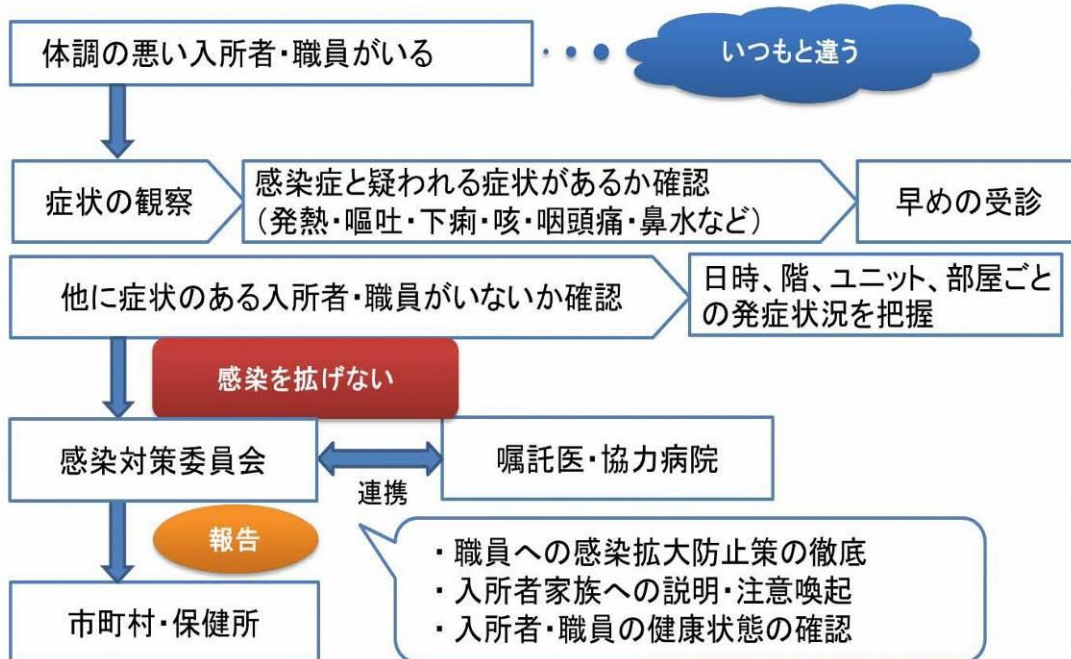 体調の悪い入所者・職員がいる
いつもと違う
症状の観察
感染症と疑われる症状があるか確認
(発熱・嘔吐・下痢・咳・咽頭痛・鼻水など)
早めの受診
他に症状のある入所者・職員がいないか確認
日時、階、ユニット、部屋ごと
の発症状況を把握
感染を拡げない
感染対策委員会
連携
嘱託医・協力病院
報告
・職員への感染拡大防止策の徹底
・入所者家族への説明・注意喚起
・入所者・職員の健康状態の確認
市町村・保健所